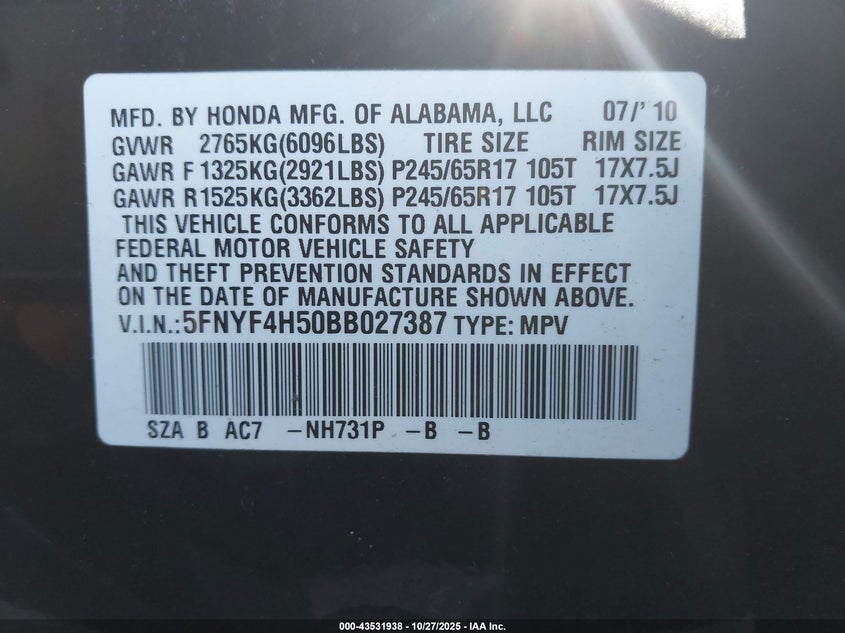 MFD. BY HONDA MFG. OF ALABAMA, LLC 07/'10
GVWR 2765KG(6096LBS) TIRE SIZE RIM SIZE
GAWR F 1325KG(2921LBS) P245/65R17 105T 17X7.5J
GAWR R1525KG(3362LBS) P245/65R17 105T 17X7.5J
THIS VEHICLE CONFORMS TO ALL APPLICABLE
FEDERAL MOTOR VEHICLE SAFETY
AND THEFT PREVENTION STANDARDS IN EFFECT
ON THE DATE OF MANUFACTURE SHOWN ABOVE.
V.I.N.:5FNYF4H50BB027387 TYPE: MPV
SZA B AC7 -NH731P -B -B
000-43531938 - 10/27/2025 - IAA Inc.